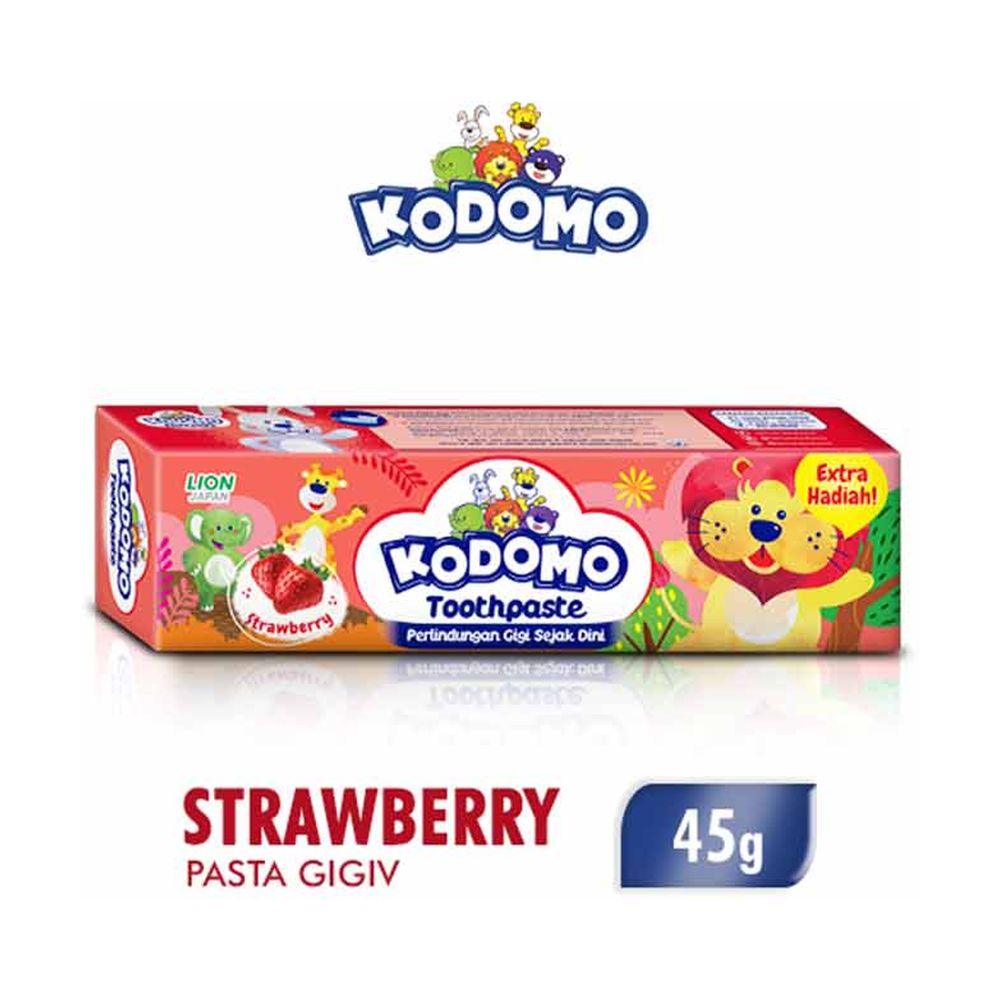 KODOMO
KODOMO
Toothpaste
LION
JAPAN
Strawberry
KODOMO
Toothpaste
Perlindungan Gigi Sejak Dini
Extra
Hadiah!
STRAWBERRY
PASTA GIGIV
45g